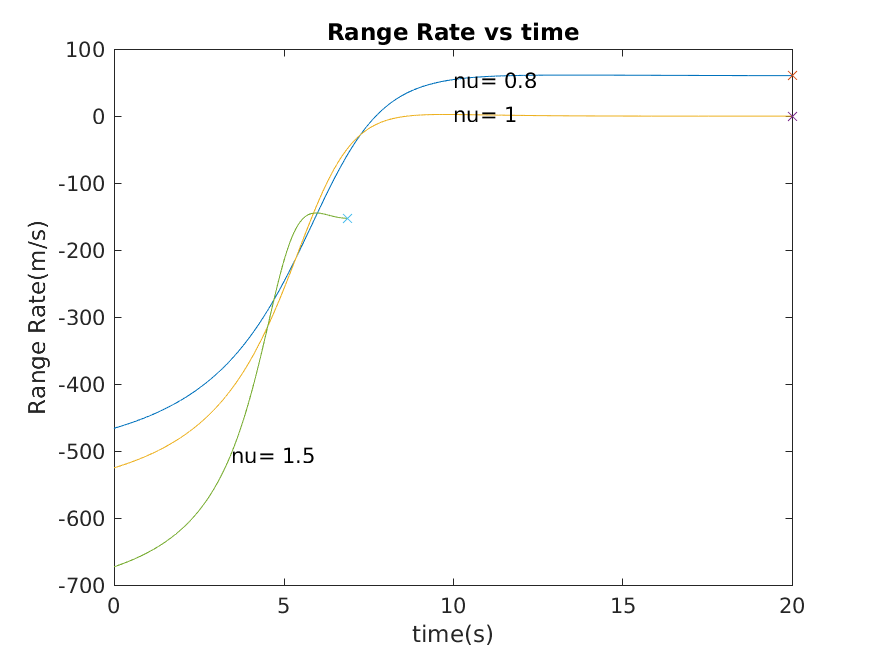 Range Rate vs time
Range Rate(m/s)
100
0
-100
-200
-300
-400
-500
-600
-700
nu= 0.8
nu= 1
nu= 1.5
0 5 10 15 20
time(s)